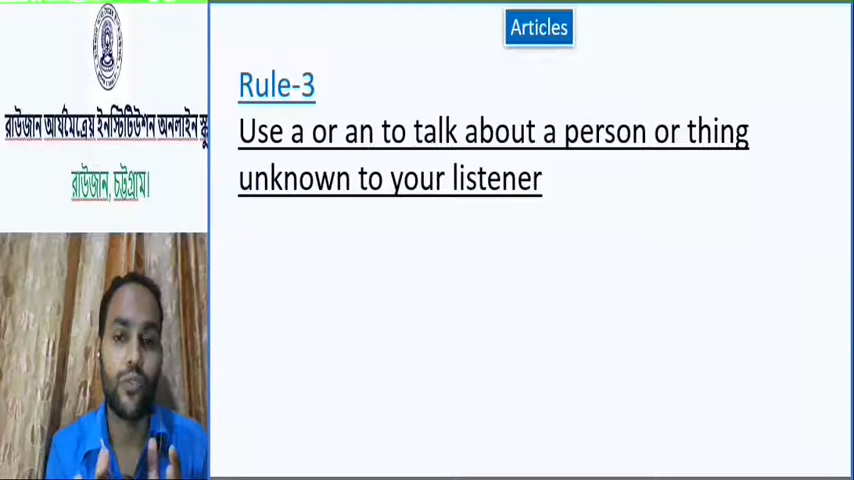 Articles
রাউজান আর্যমৈত্রেয় ইনস্টিটিউশন অনলাইন স্কু
রাউজান, চট্টগ্রাম।
Rule-3
Use a or an to talk about a person or thing
unknown to your listener